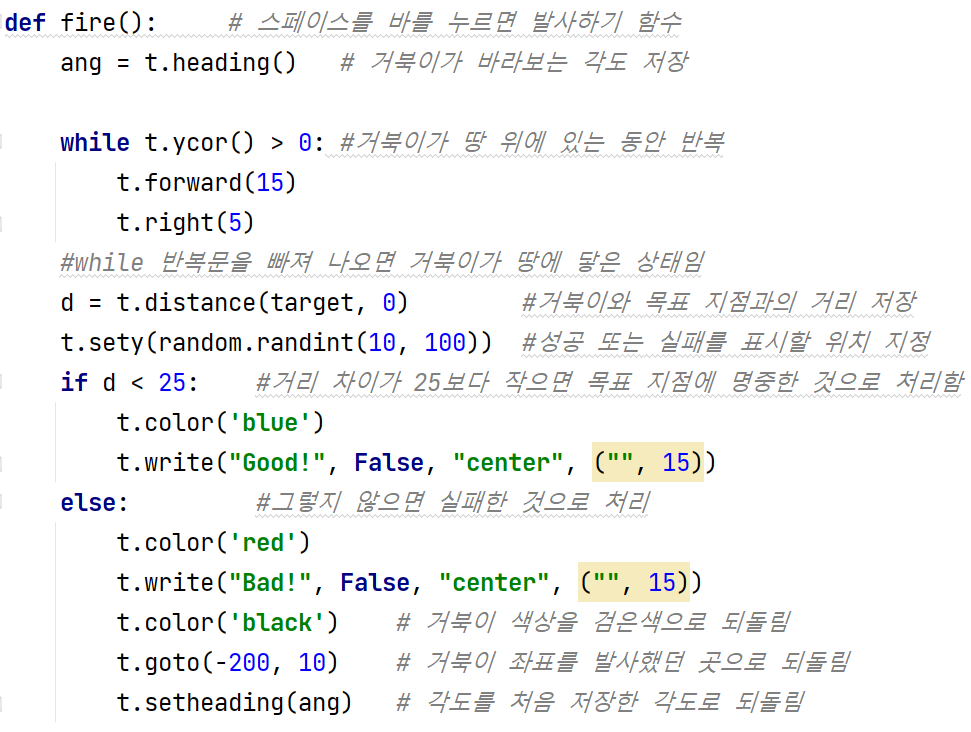 def fire():     # 스페이스를 바를 누르면 발사하기 함수
    ang = t.heading()   # 거북이가 바라보는 각도 저장
    while t.ycor() > 0: #거북이가 땅 위에 있는 동안 반복
        t.forward(15)
        t.right(5)
    #while 반복문을 빠져 나오면 거북이가 땅에 닿은 상태임
    d = t.distance(target, 0)        #거북이와 목표 지점과의 거리 저장
    t.sety(random.randint(10, 100))  #성공 또는 실패를 표시할 위치 지정
    if d < 25:    #거리 차이가 25보다 작으면 목표 지점에 명중한 것으로 처리함
        t.color('blue')
        t.write("Good!", False, "center", ("", 15))
    else:         #그렇지 않으면 실패한 것으로 처리
        t.color('red')
        t.write("Bad!", False, "center", ("", 15))
        t.color('black')    # 거북이 색상을 검은색으로 되돌림
        t.goto(-200, 10)    # 거북이 좌표를 발사했던 곳으로 되돌림
        t.setheading(ang)   # 각도를 처음 저장한 각도로 되돌림